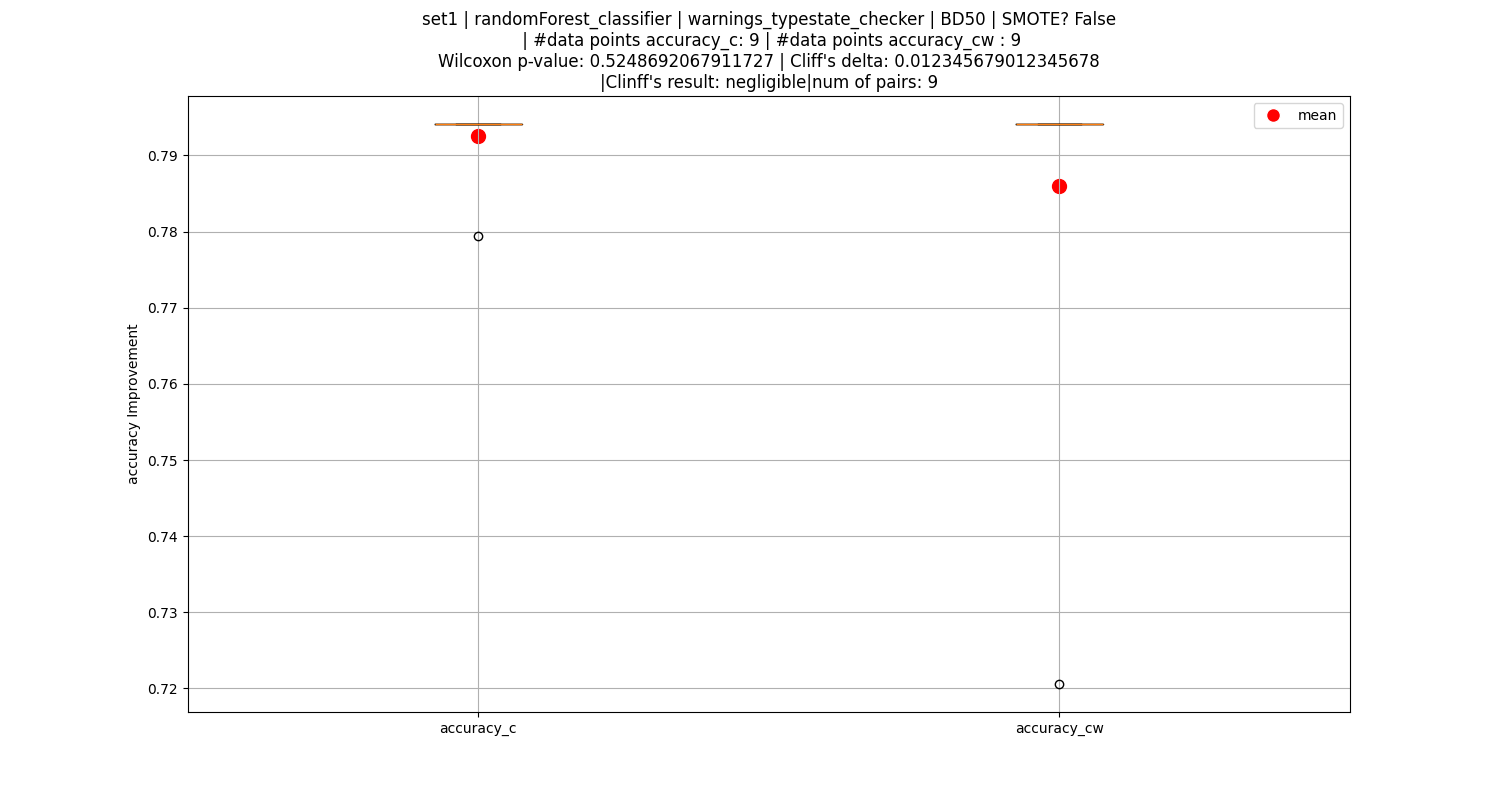 set1 | randomForest_classifier | warnings_typestate_checker | BD50 | SMOTE? False
| #data points accuracy_c: 9 | #data points accuracy_cw : 9
Wilcoxon p-value: 0.5248692067911727 | Cliff's delta: 0.012345679012345678
|Clinff's result: negligible|num of pairs: 9
mean
0.79
0.78
0.77
0.76
0.75
0.74
0.73
0.72
accuracy Improvement
accuracy_c
accuracy_cw